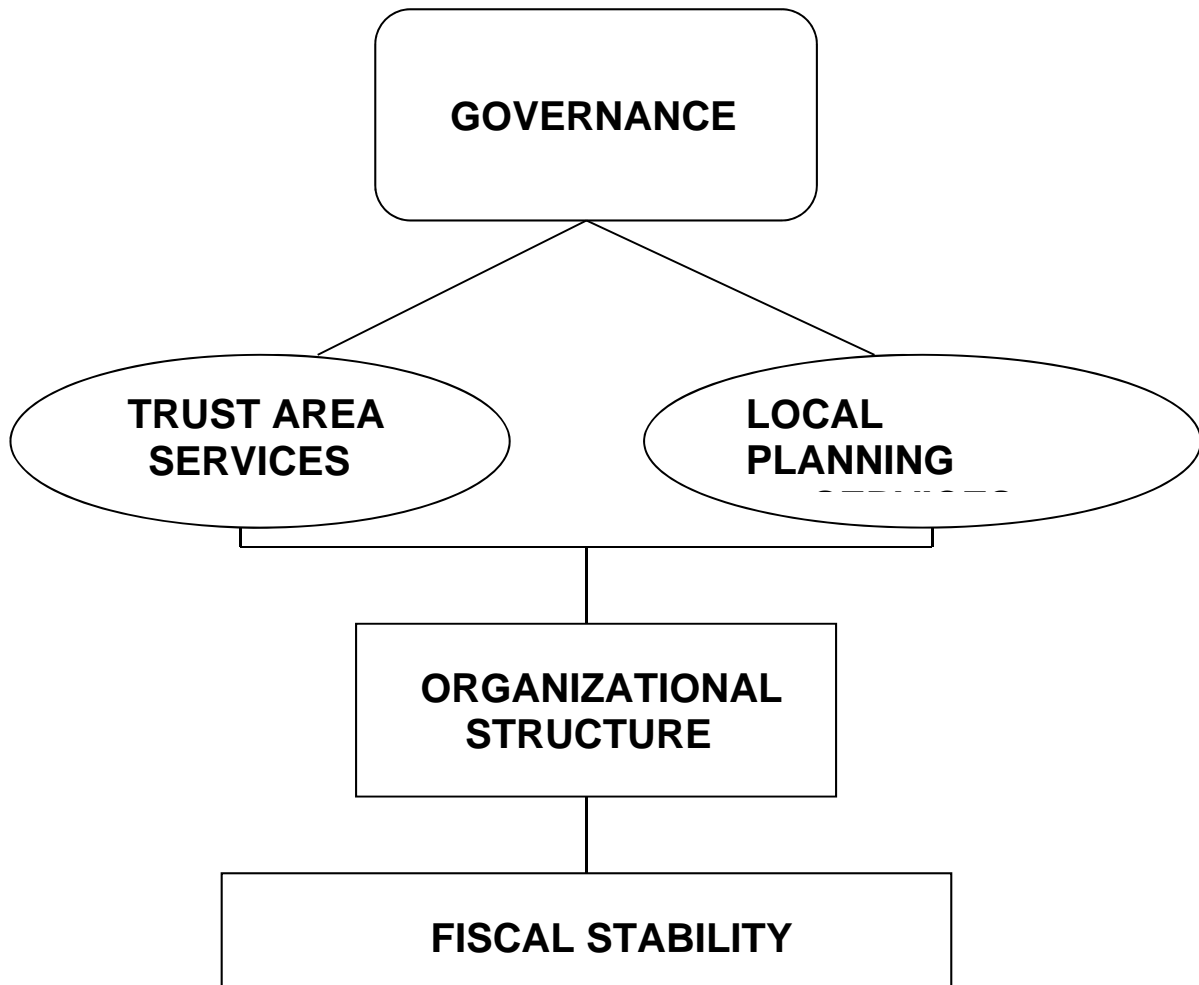 GOVERNANCE
TRUST AREA
SERVICES
LOCAL
PLANNING
ORGANIZATIONAL
STRUCTURE
FISCAL STABILITY